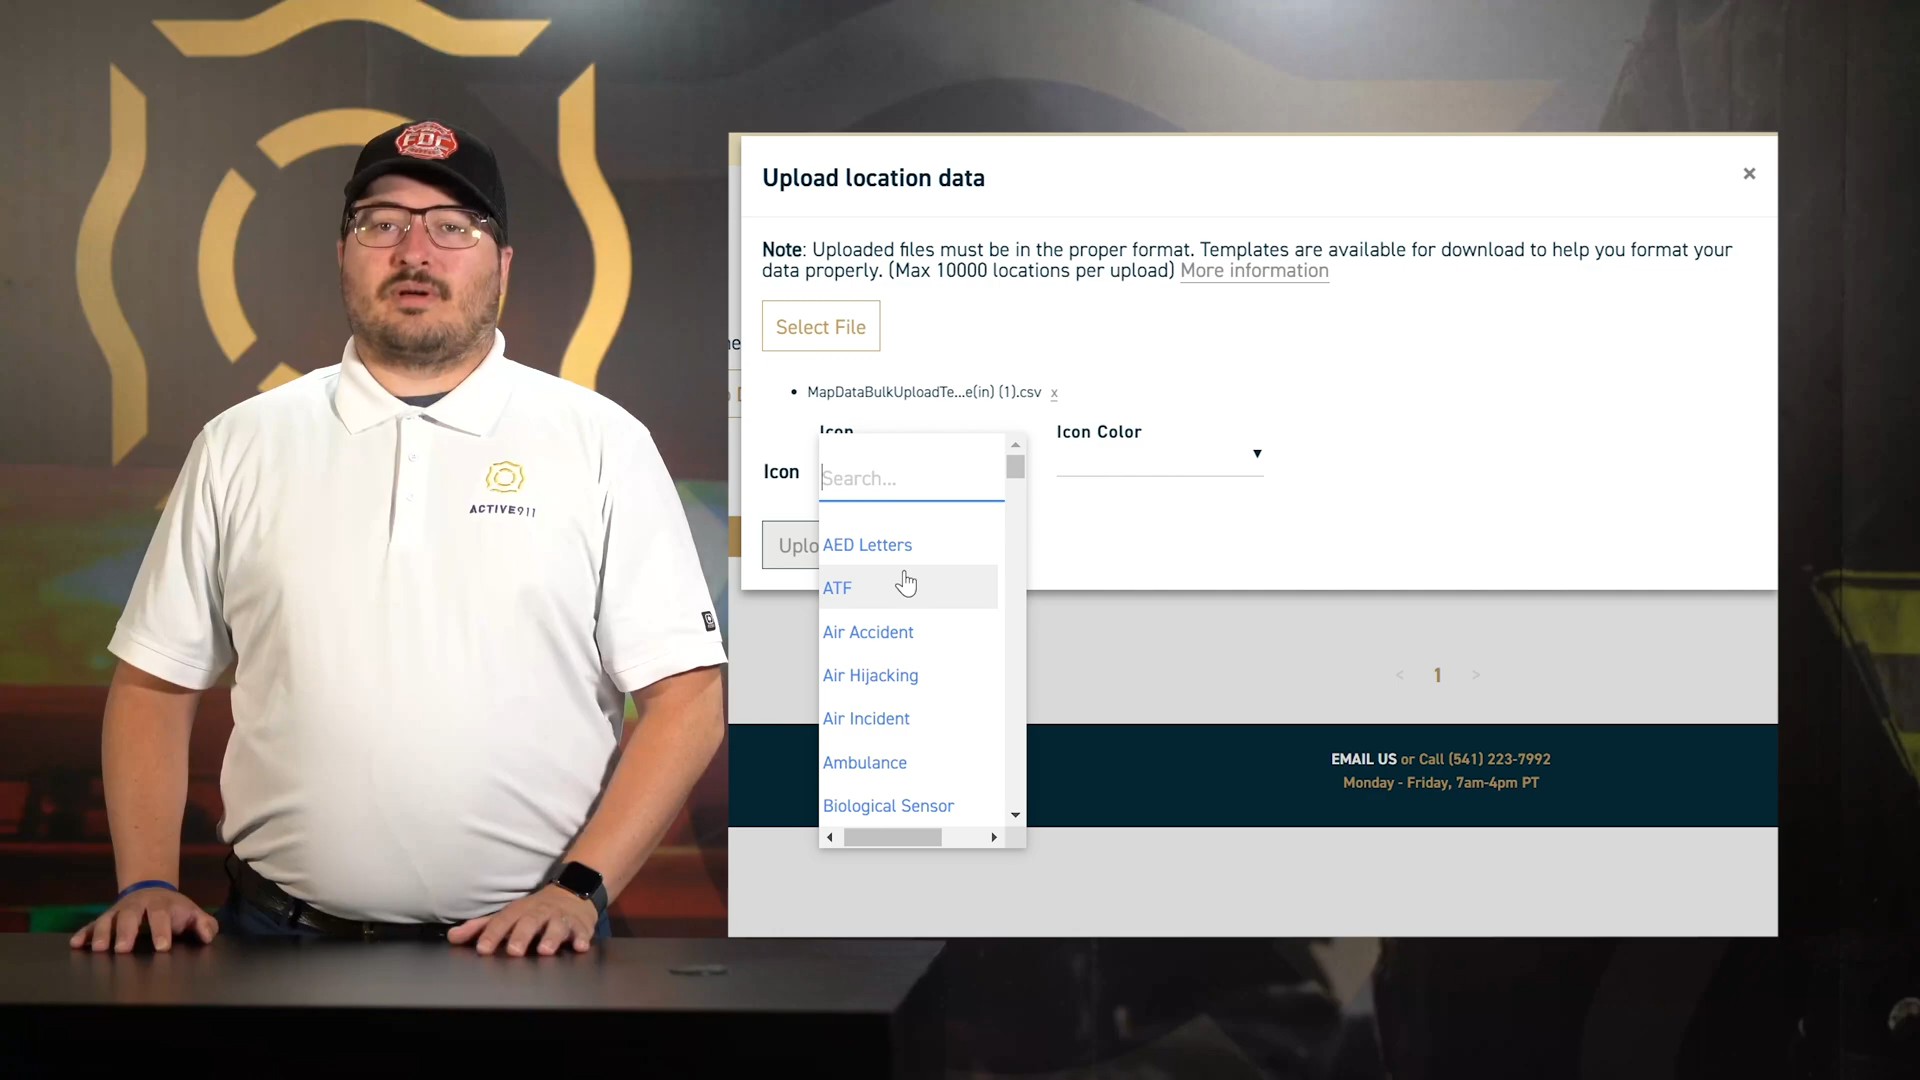 FDC
ACTIVE911
Upload location data
×
Note: Uploaded files must be in the proper format. Templates are available for download to help you format your
data properly. (Max 10000 locations per upload) More information
Select File
MapDataBulkUploadTe...e(in) (1).csv x
Icon
Icon Color
Icon
Search...
Uplo
AED Letters
ATF
Air Accident
Air Hijacking
Air Incident
Ambulance
Biological Sensor
< 1 >
EMAIL US or Call (541) 223-7992
Monday - Friday, 7am-4pm PT